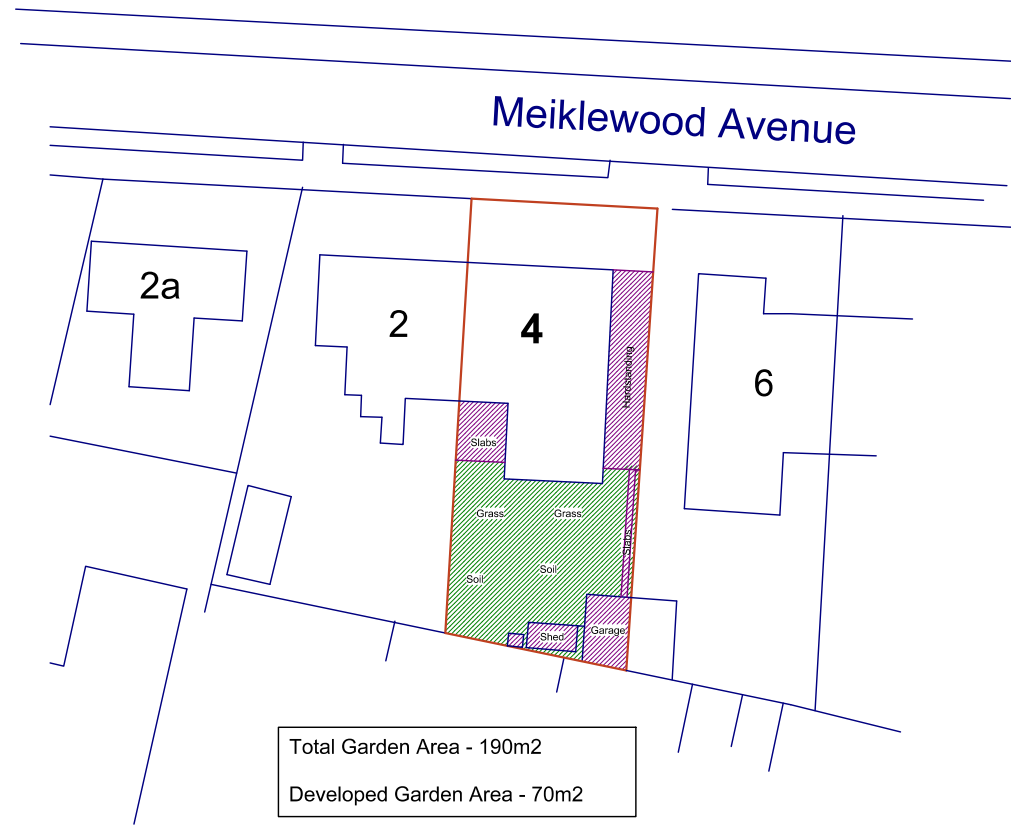 Meiklewood Avenue
2a
2
4
6
Hardstanding
Slabs
Grass
Grass
Slabs
Soil
Soil
Shed
Garage
Total Garden Area - 190m2
Developed Garden Area - 70m2